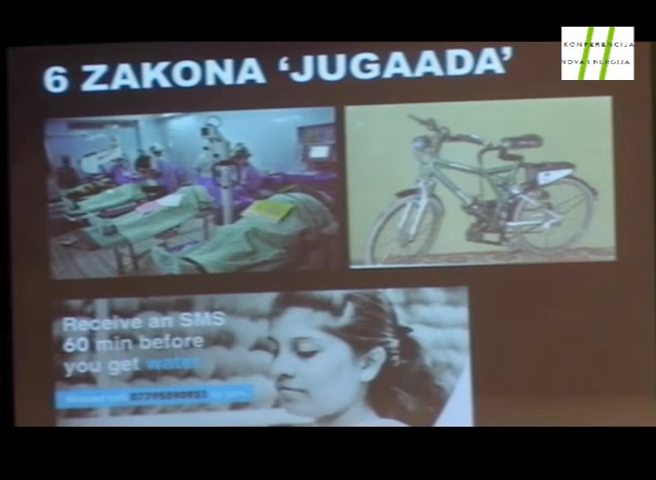 6 ZAKONA ‘JUGAADA’
KONFERENCIJA
NOVA ENERGIJA
Receive an SMS
60 min before
you get water